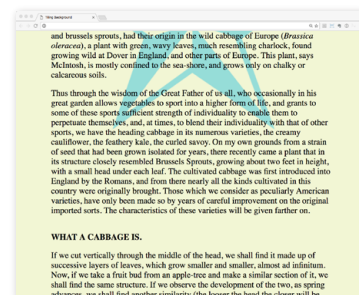 Tiling background
and brussels sprouts, had their origin in the wild cabbage of Europe (Brassica
oleracea), a plant with green, wavy leaves, much resembling charlock, found
growing wild at Dover in England, and other parts of Europe. This plant, says
McIntosh, is mostly confined to the sea-shore, and grows only on chalky or
calcareous soils.
Thus through the wisdom of the Great Father of us all, who occasionally in his
great garden allows vegetables to sport into a higher form of life, and grants to
some of these sports sufficient strength of individuality to enable them to
perpetuate themselves, and, at times, to blend their individuality with that of other
sports, we have the heading cabbage in its numerous varieties, the creamy
cauliflower, the feathery kale, the curled savoy. On my own grounds from a strain
of seed that had been grown isolated for years, there recently came a plant that in
its structure closely resembled Brussels Sprouts, growing about two feet in height,
with a small head under each leaf. The cultivated cabbage was first introduced into
England by the Romans, and from there nearly all the kinds cultivated in this
country were originally brought. Those which we consider as peculiarly American
varieties, have only been made so by years of careful improvement on the original
imported sorts. The characteristics of these varieties will be given farther on.
WHAT A CABBAGE IS.
If we cut vertically through the middle of the head, we shall find it made up of
successive layers of leaves, which grow smaller and smaller, almost ad infinitum.
Now, if we take a fruit bud from an apple-tree and make a similar section of it, we
shall find the same structure. If we observe the development of the two, as spring
advances, we shall find another similarity (the looser the head the closer will be